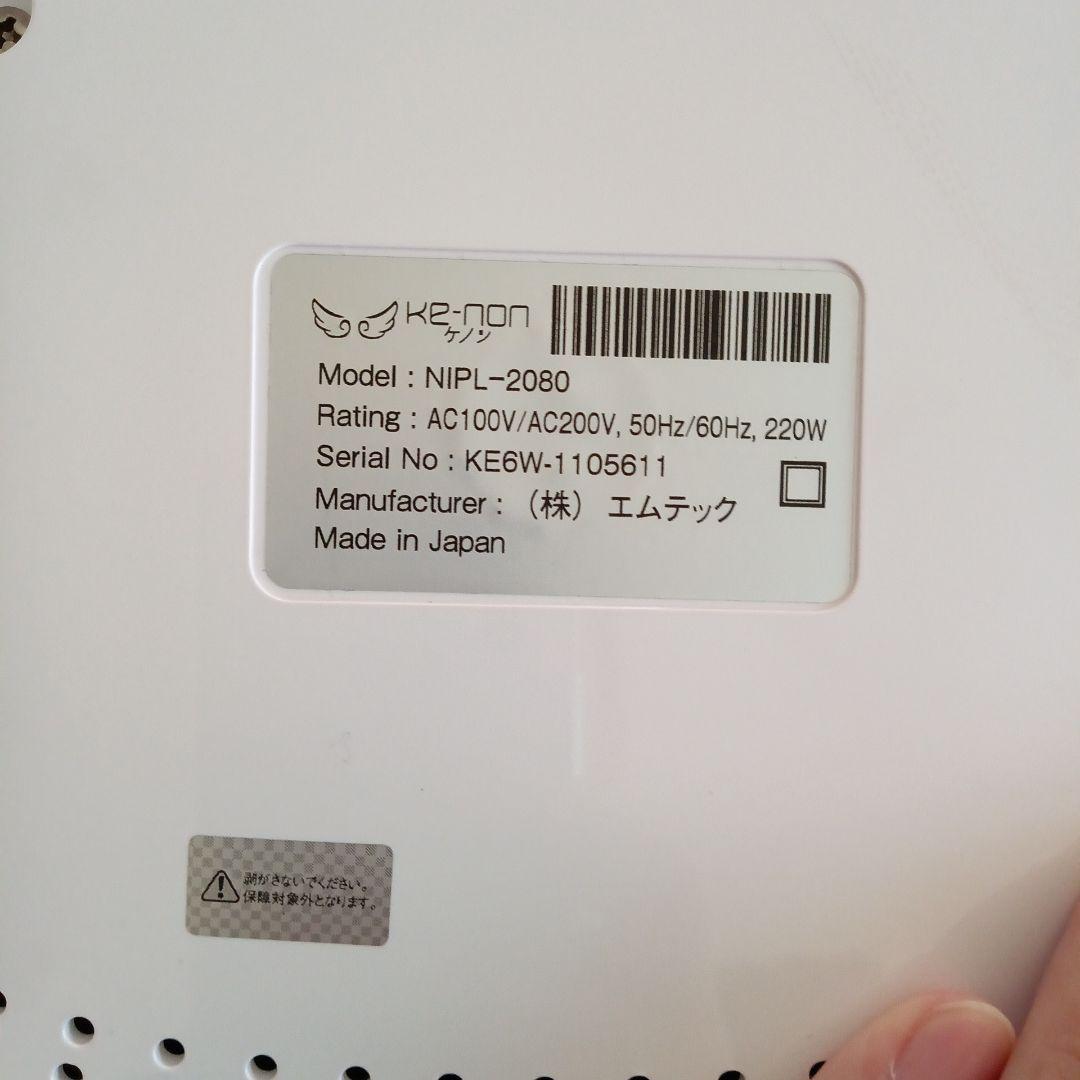 Ke-non
ケノン
Model : NIPL-2080
Rating : AC100V/AC200V, 50Hz/60Hz, 220W
Serial No : KE6W-1105611
Manufacturer : （株） エムテック
Made in Japan
剥がさないでください。
保障対象外となります。